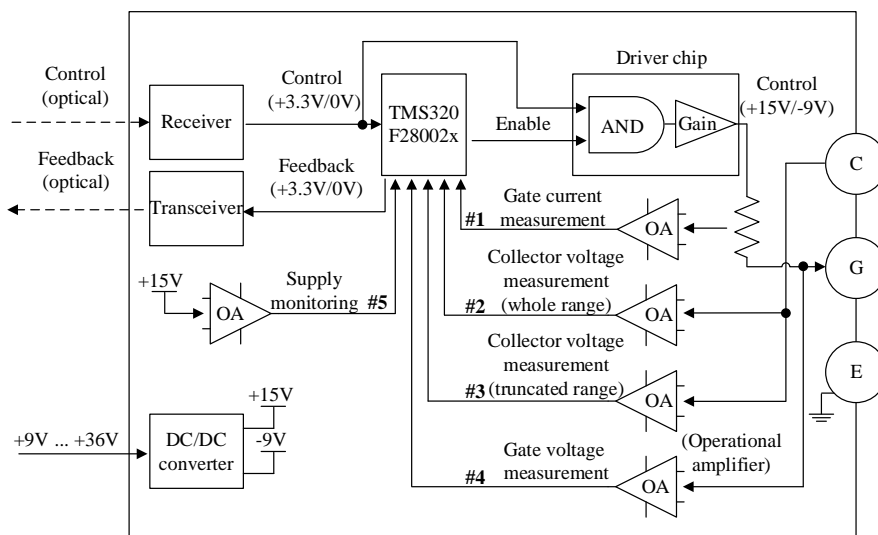 Control
(optical)
Receiver
Control
(+3.3V/0V)
TMS320
F28002x
Enable
Driver chip
AND
Gain
Control
(+15V/-9V)
C
Feedback
(optical)
Transceiver
Feedback
(+3.3V/0V)
#1
Gate current
measurement
OA
G
+15V
OA
Supply
monitoring #5
Collector voltage
measurement
#2 (whole range)
OA
E
Collector voltage
measurement
#3 (truncated range)
OA
+9V ... +36V
DC/DC
converter
+15V
-9V
Gate voltage
#4 measurement
(Operational
amplifier)
OA